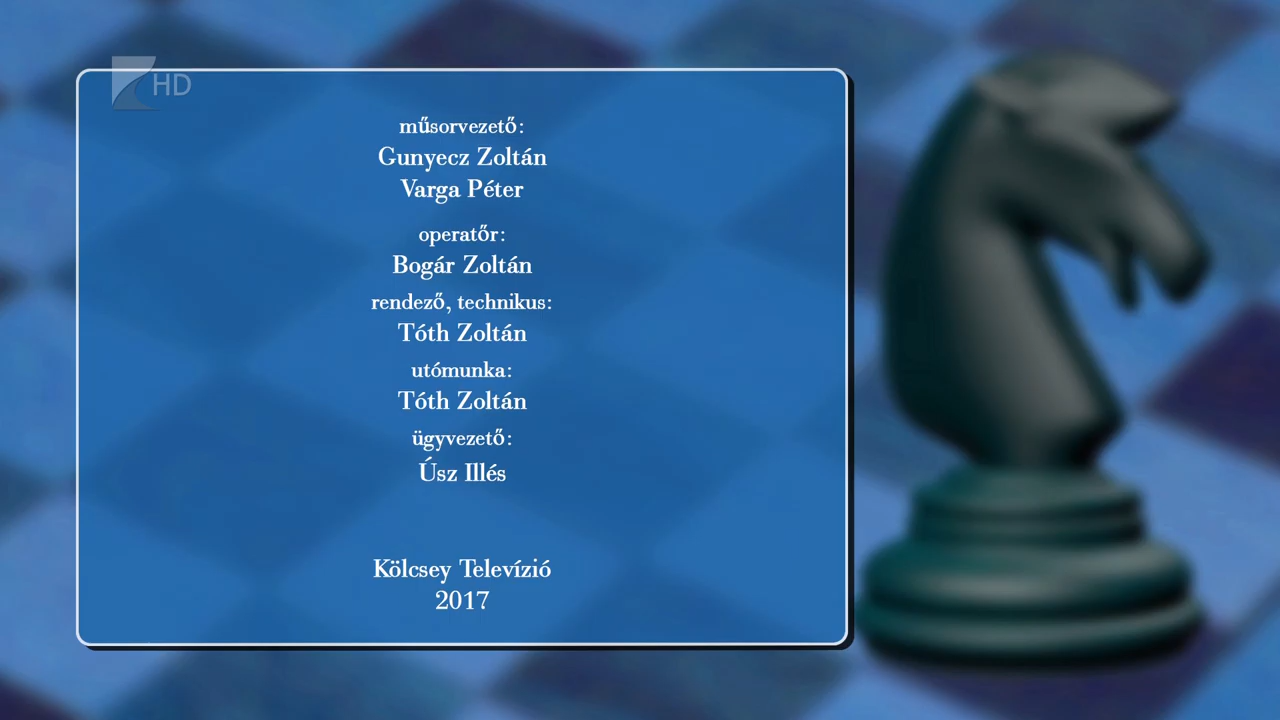 HD
műsorvezető:
Gunyecz Zoltán
Varga Péter
operatőr:
Bogár Zoltán
rendező, technikus:
Tóth Zoltán
utómunka:
Tóth Zoltán
ügyvezető:
Úsz Illés
Kölcsey Televízió
2017